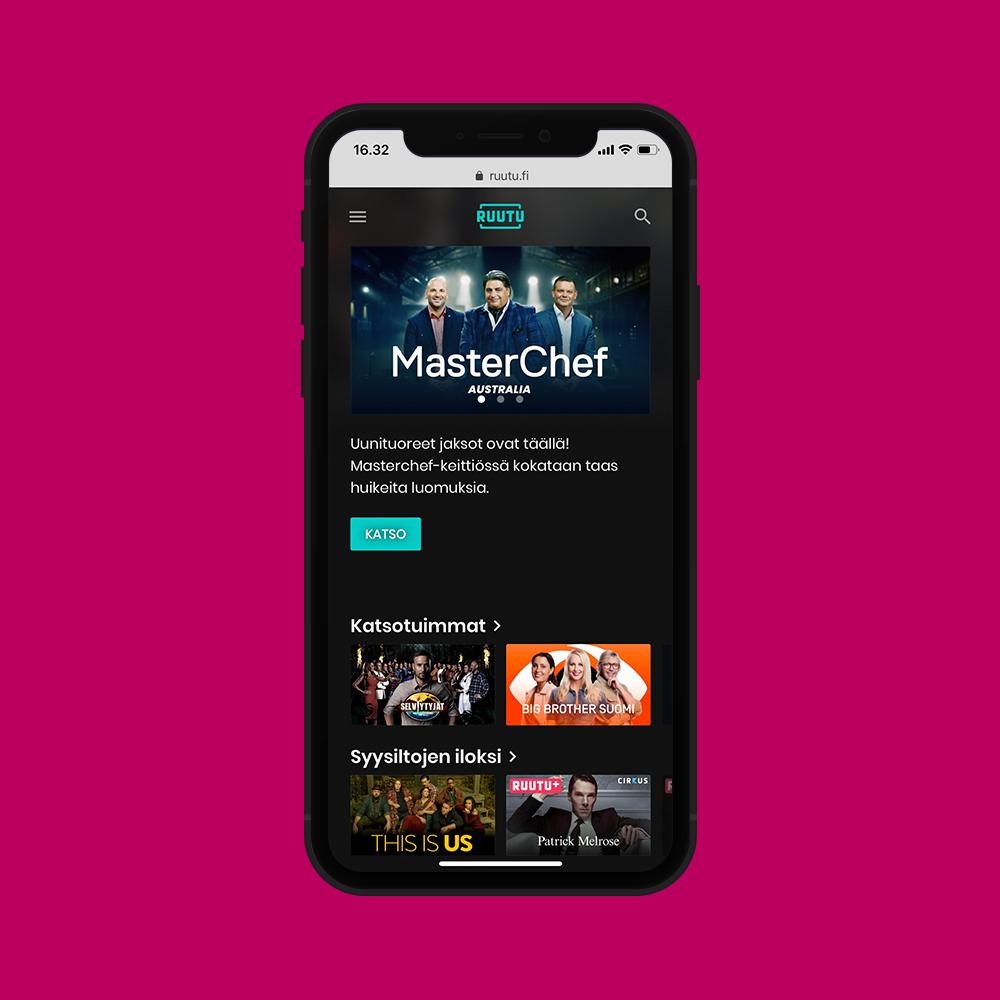 16.32
ruutu.fi
RUUTU
MasterChef
AUSTRALIA
Uunituoreet jaksot ovat täällä!
Masterchef-keittiössä kokataan taas
huikeita luomuksia.
KATSO
Katsotuimmat
SELVIYTYJÄT
BIG BROTHER SUOMI
Syysiltojen iloksi
THIS IS US
RUUTU+
CIRKUS
Patrick Melrose